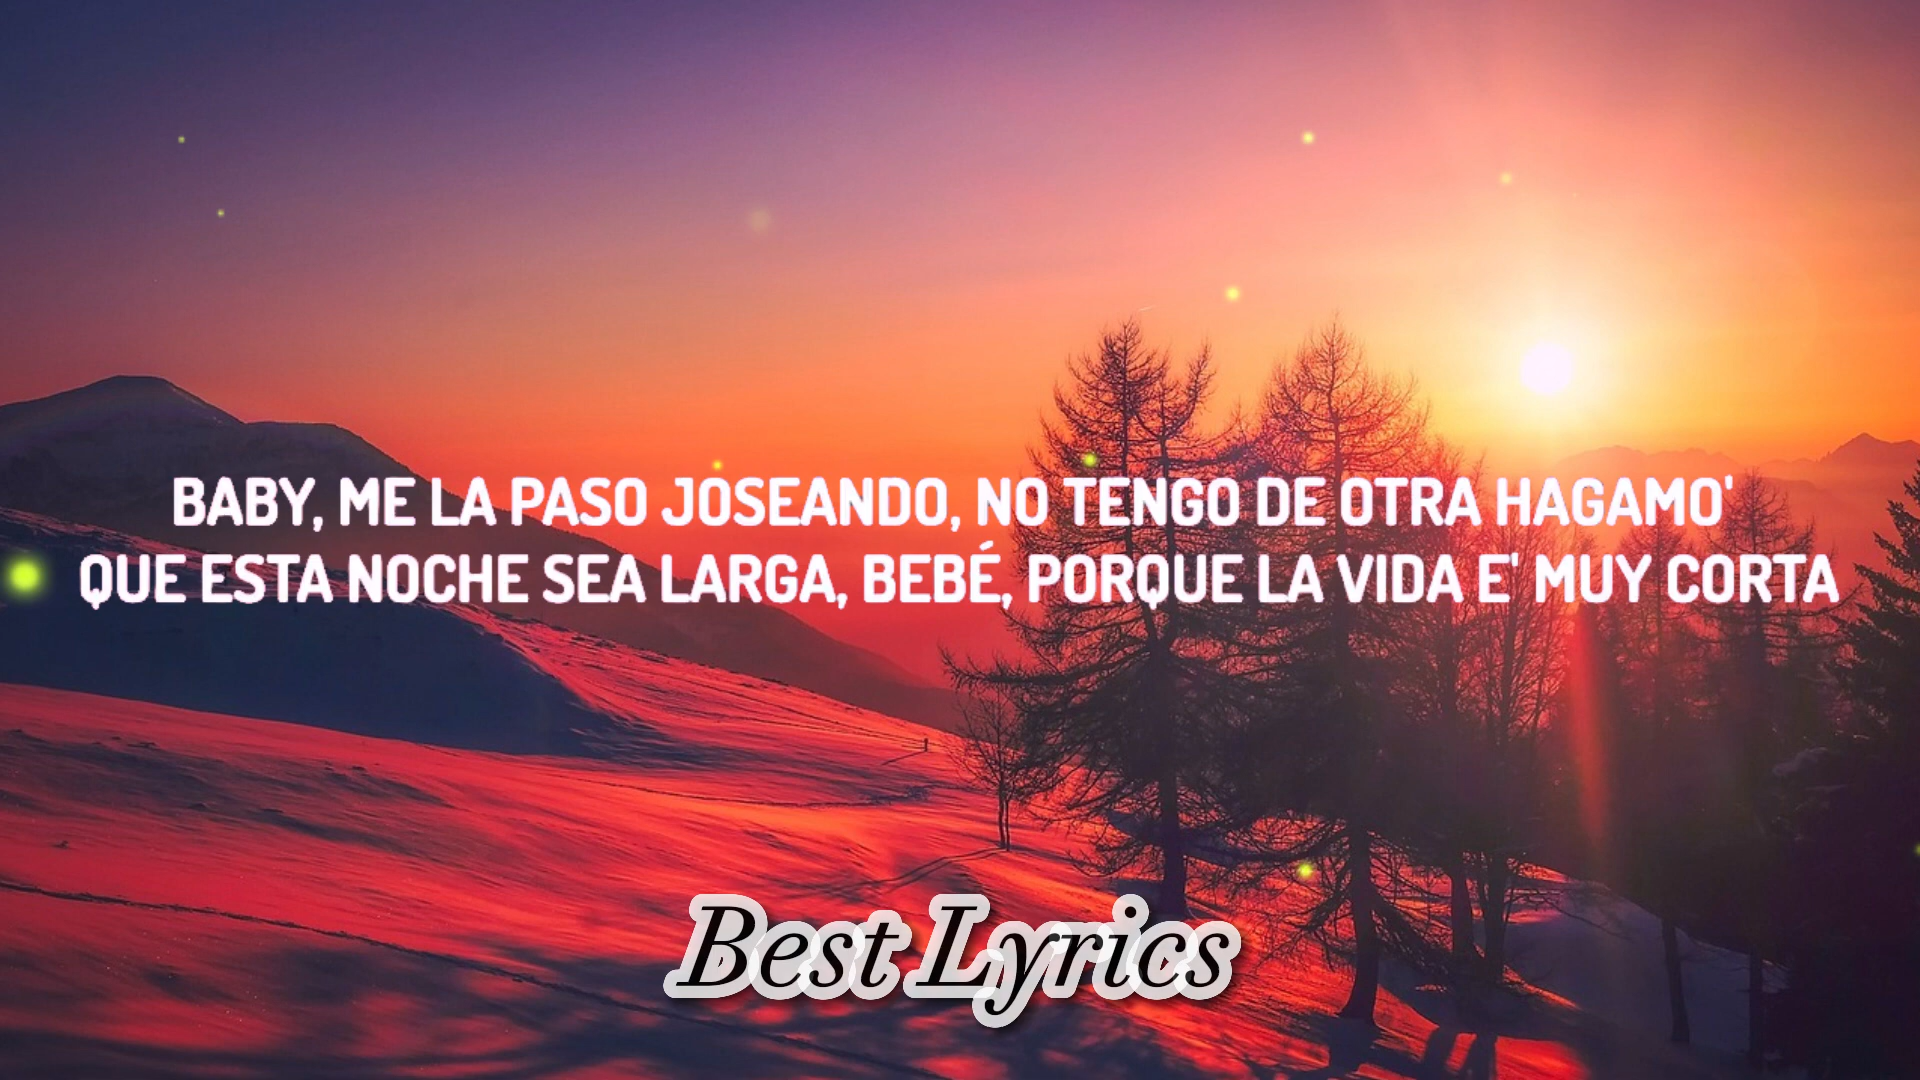 BABY, ME LA PASO JOSEANDO, NO TENGO DE OTRA HAGAMO'
QUE ESTA NOCHE SEA LARGA, BEBÉ, PORQUE LA VIDA E' MUY CORTA
Best Lyrics